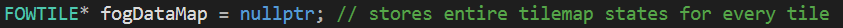 FOWTILE* fogDataMap = nullptr; // stores entire tilemap states for every tile